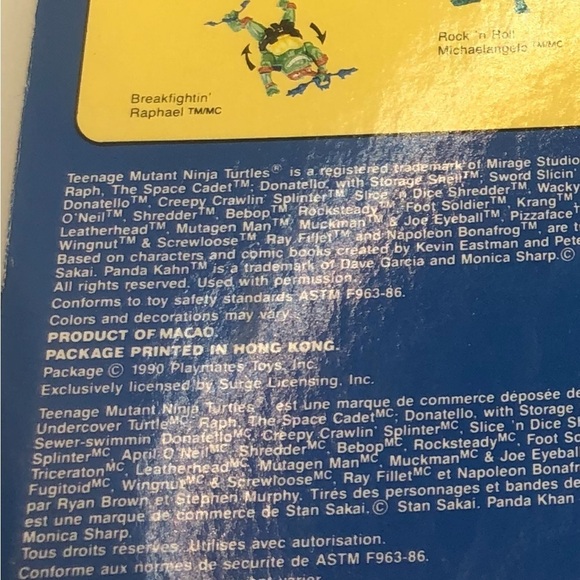 Rock 'n Roll
Michaelangelo TM/MC
Breakfightin'
Raphael TM/MC
Teenage Mutant Ninja Turtles® is a registered trademark of Mirage Studio
Raph, The Space Cadet™, Donatello, with Storage Shell™, Sword Slicin'
Donatello™, Creepy Crawlin' Splinter™, Slice 'n Dice Shredder™, Wacky
O'Neil™, Shredder™, Bebop™, Rocksteady™, Foot Soldier™, Krang™
Leatherhead™, Mutagen Man™, Muckman™ & Joe Eyeball™, Pizzaface™
Wingnut™ & Screwloose™, Ray Fillet™ and Napoleon Bonafrog™, are t
Based on characters and comic books created by Kevin Eastman and Pete
Sakai. Panda Kahn™ is a trademark of Dave Garcia and Monica Sharp.©
All rights reserved. Used with permission.
Conforms to toy safety standards ASTM F963-86.
Colors and decorations may vary.
PRODUCT OF MACAO.
PACKAGE PRINTED IN HONG KONG.
Package © 1990 Playmates Toys, Inc.
Exclusively licensed by Surge Licensing, Inc.
Teenage Mutant Ninja Turtles est une marque de commerce déposée de
Undercover Turtle MC, Raph, The Space Cadet MC, Donatello, with Storage
Sewer-swimmin' Donatello MC, Creepy Crawlin' Splinter MC, Slice 'n Dice Sh
Splinter MC, April O'Neil MC, Shredder MC, Bebop MC, Rocksteady MC, Foot Sol
Triceraton MC, Leatherhead MC, Mutagen Man MC, Muckman MC & Joe Eyebal
Fugitoid MC, Wingnut MC & Screwloose MC, Ray Fillet MC et Napoleon Bonafr
par Ryan Brown et Stephen Murphy. Tirés des personnages et bandes de
est une marque de commerce de Stan Sakai.© Stan Sakai. Panda Khan
Monica Sharp.
Tous droits réservés. Utilisés avec autorisation.
Conforme aux normes de securite de ASTM F963-86.
varier